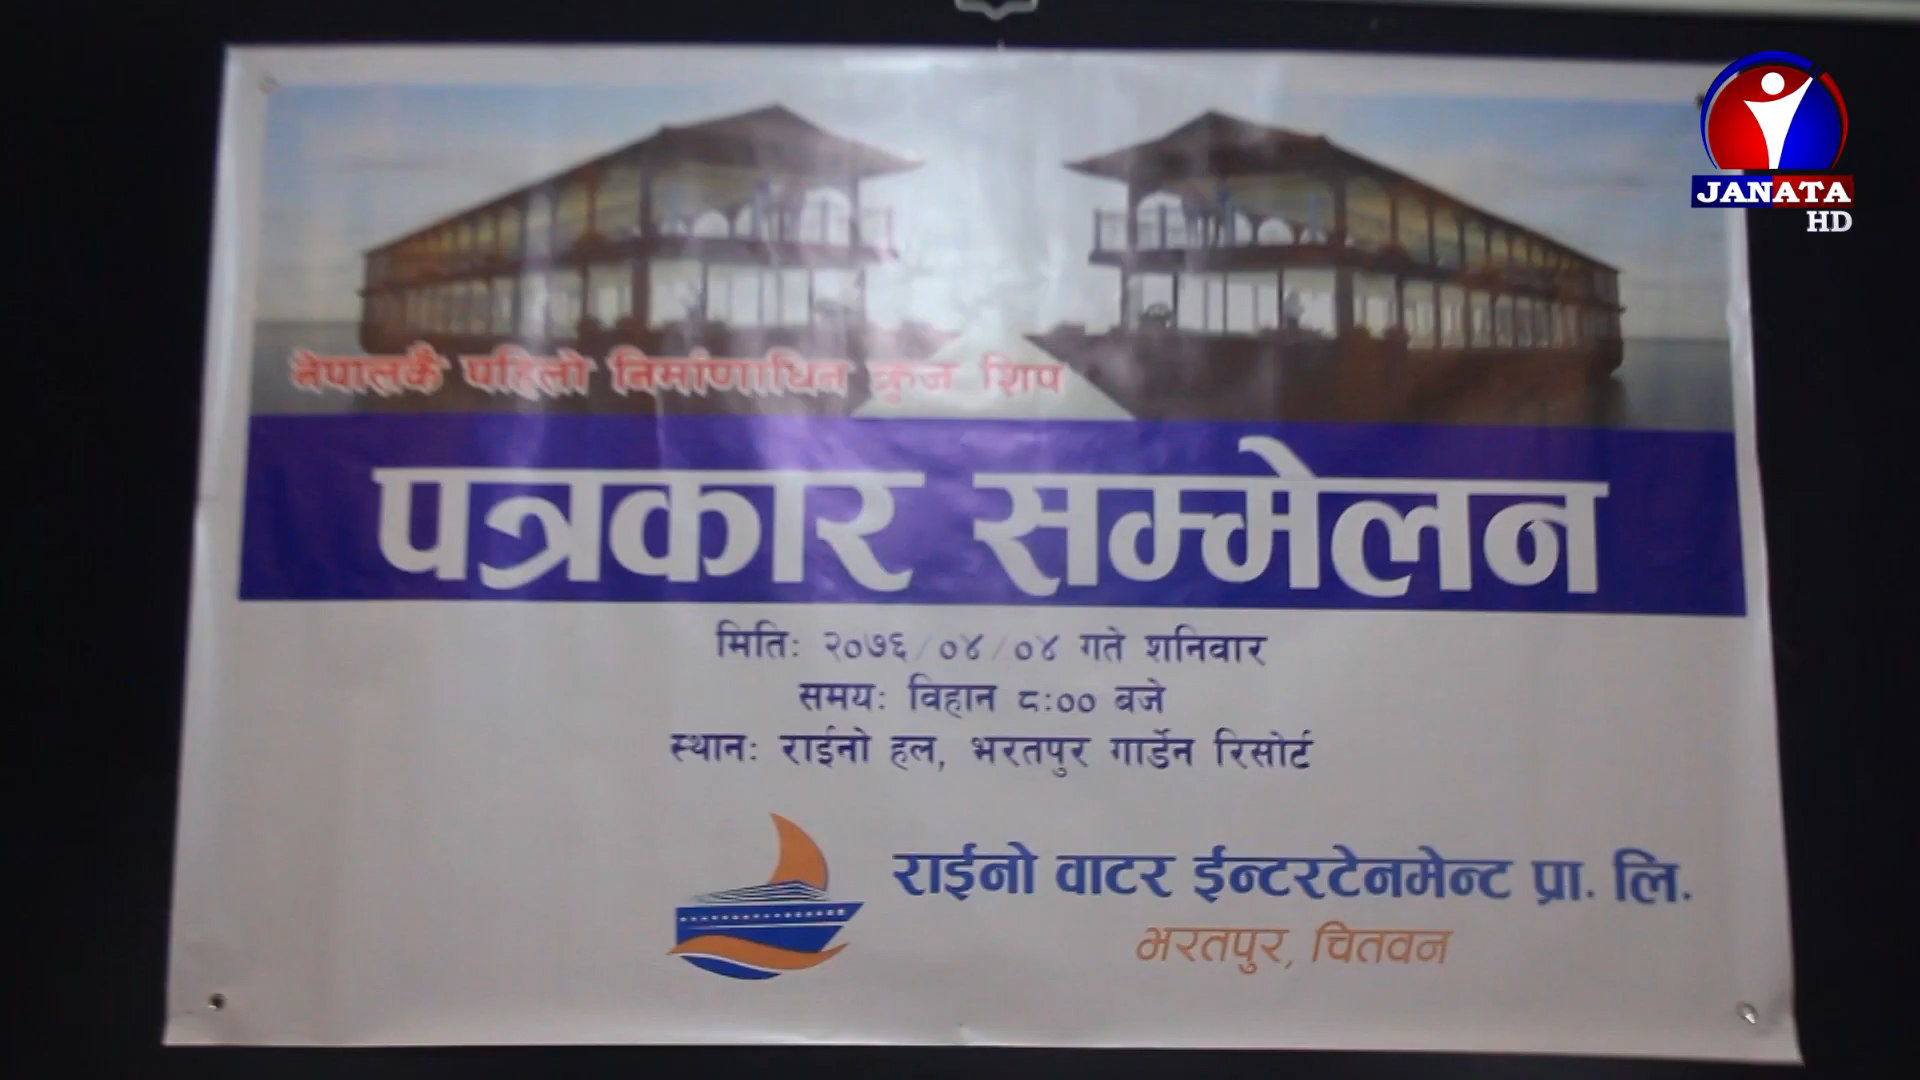 JANATA
HD
नेपालकै पहिलो निर्माणाधिन क्रुज शिप
पत्रकार सम्मेलन
मिति: २०७६/०४/०४ गते शनिवार
समय: विहान ८:०० बजे
स्थान: राईनो हल, भरतपुर गार्डेन रिसोर्ट
राईनो वाटर ईन्टरटेनमेन्ट प्रा. लि.
भरतपुर, चितवन